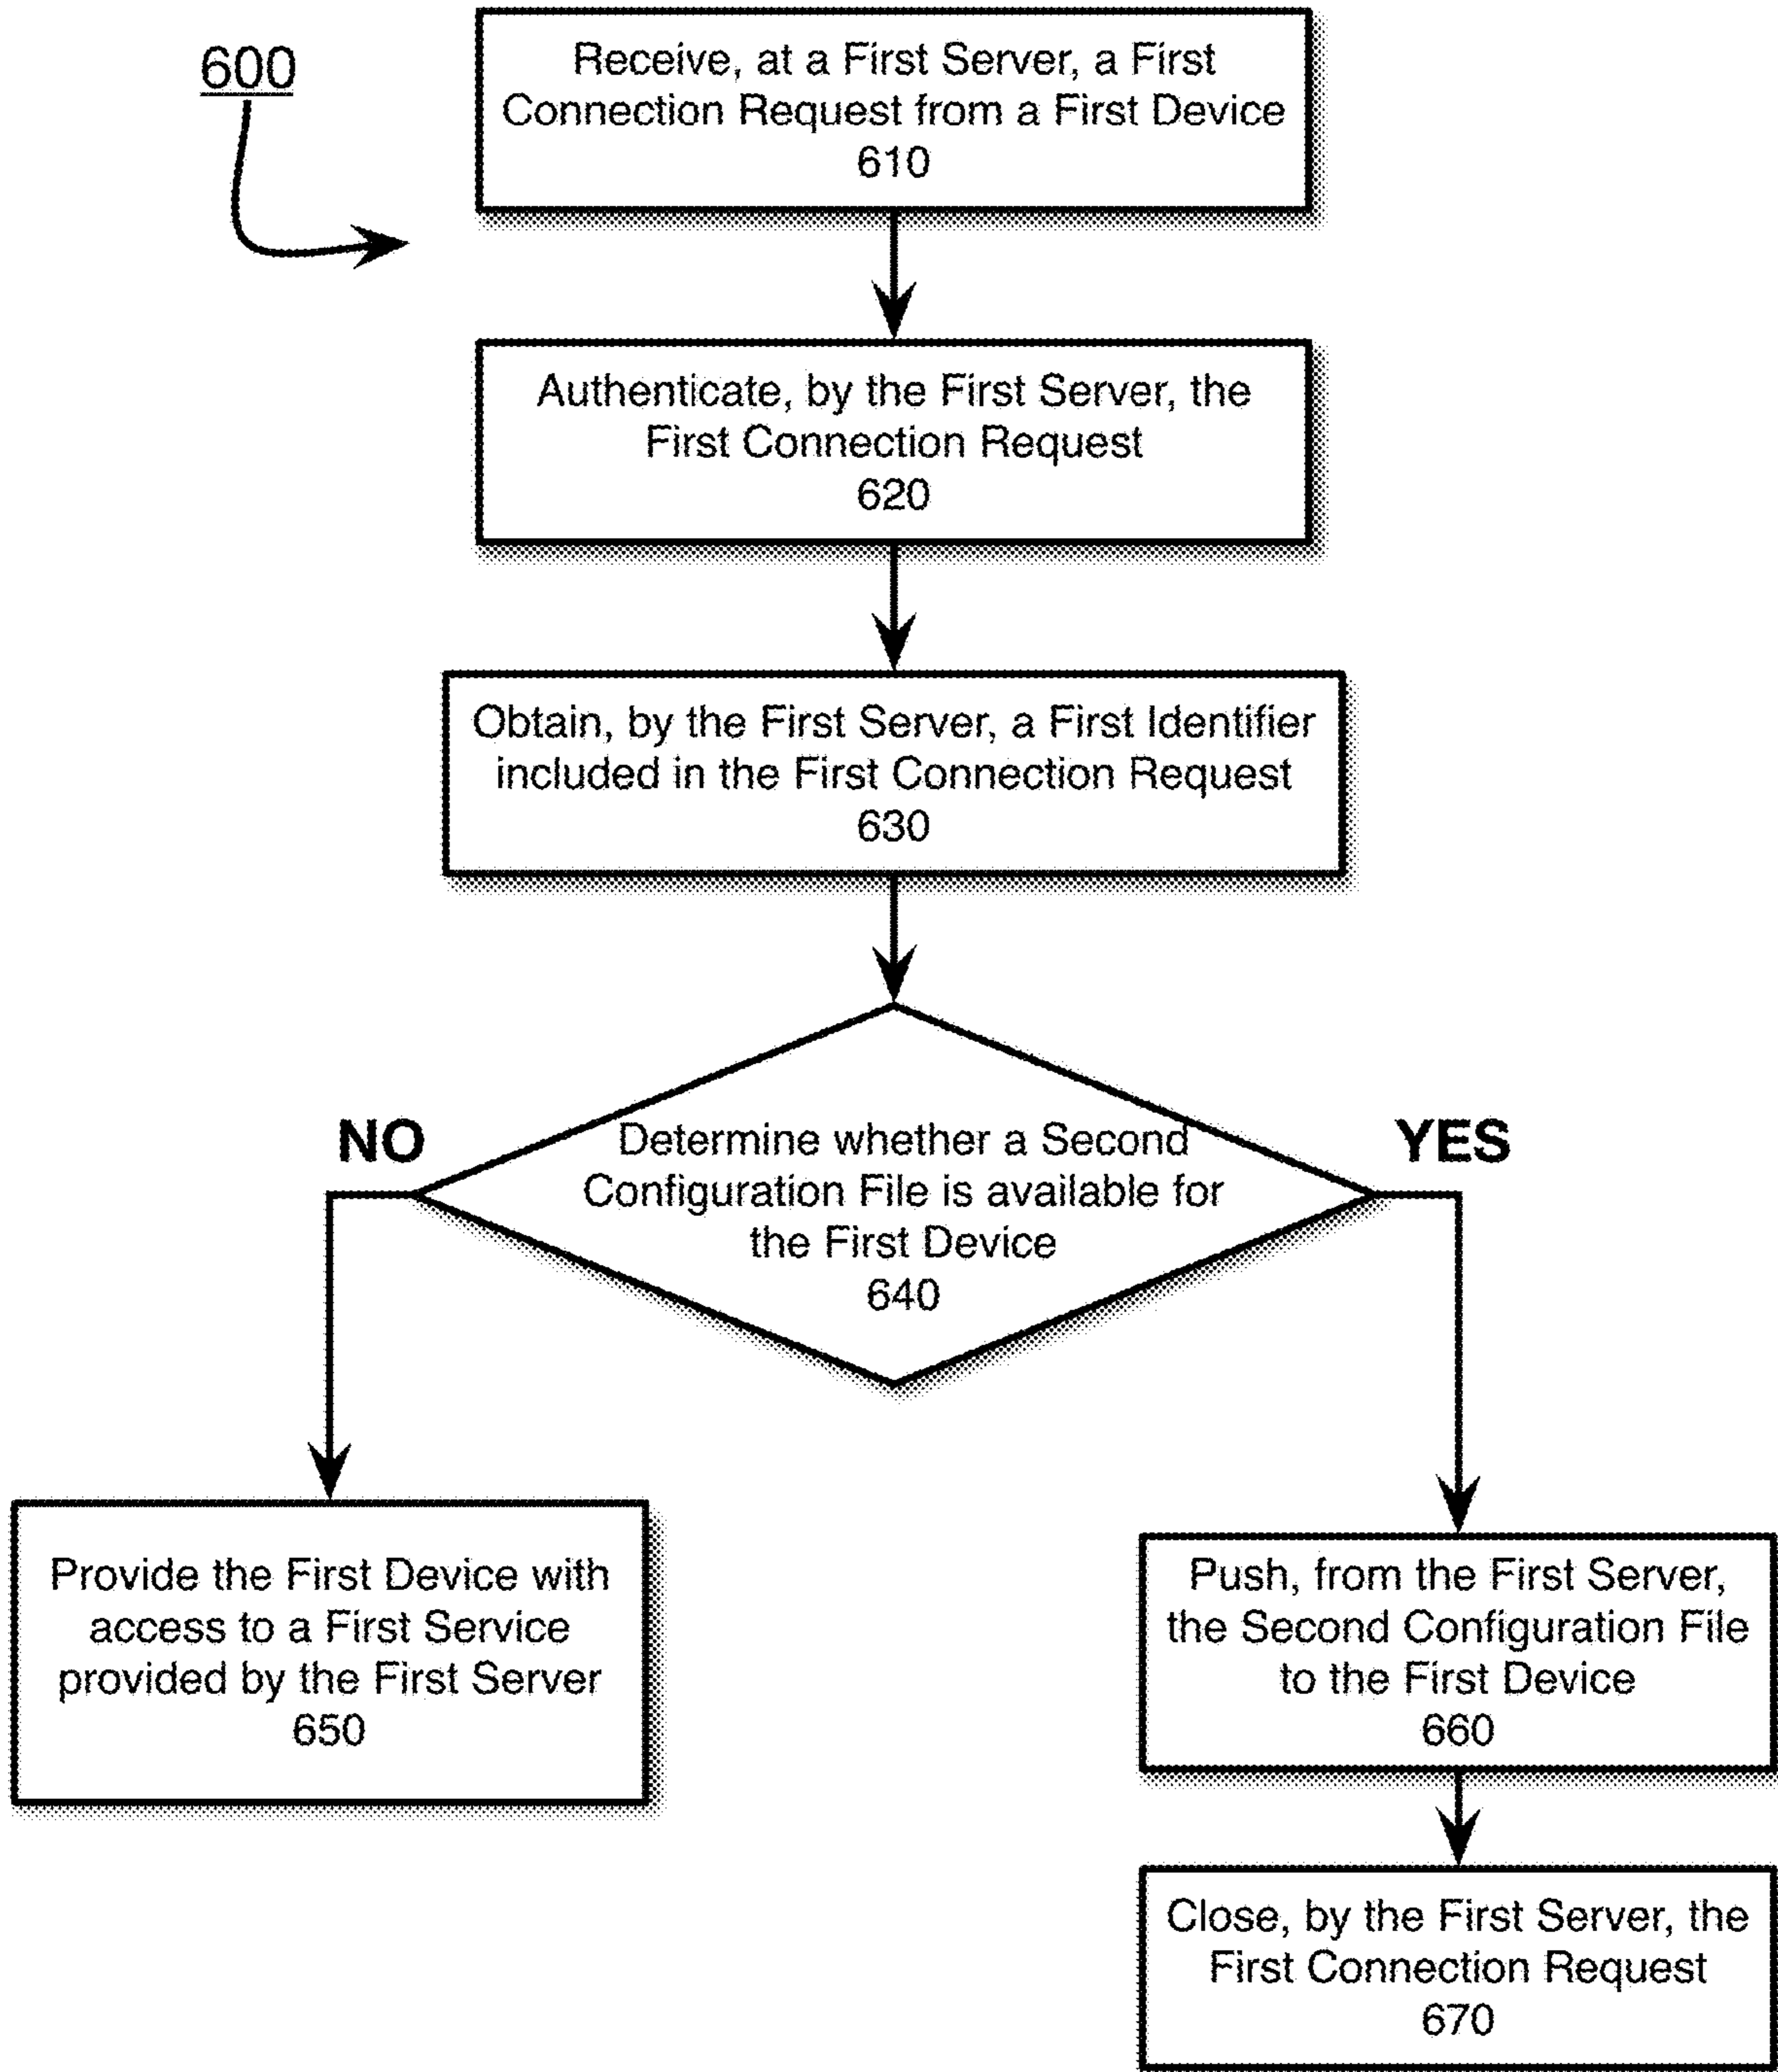 600
Receive, at a First Server, a First
Connection Request from a First Device
610
Authenticate, by the First Server, the
First Connection Request
620
Obtain, by the First Server, a First Identifier
included in the First Connection Request
630
NO
YES
Determine whether a Second
Configuration File is available for
the First Device
640
Provide the First Device with
access to a First Service
provided by the First Server
650
Push, from the First Server,
the Second Configuration File
to the First Device
660
Close, by the First Server, the
First Connection Request
670